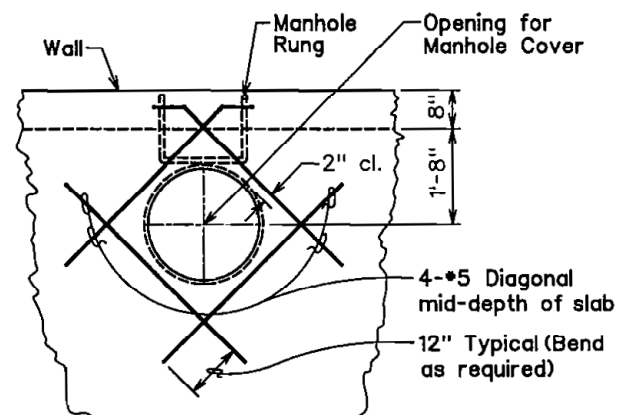 Wall
Manhole
Rung
Opening for
Manhole Cover
8"
1'-8"
2" cl.
4-#5 Diagonal
mid-depth of slab
12" Typical (Bend
as required)